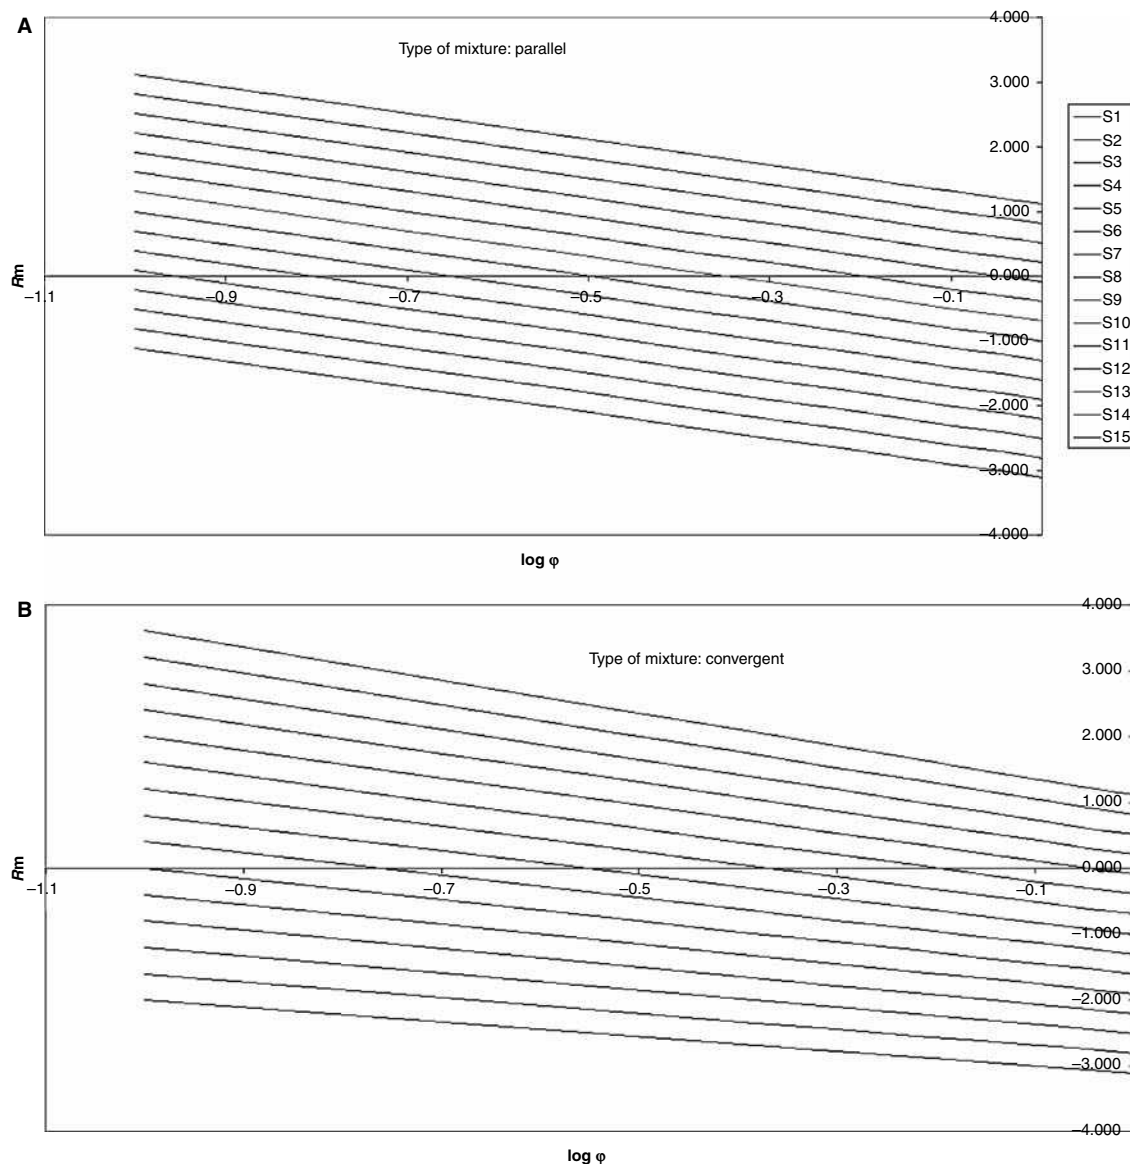 A
Type of mixture: parallel
4.000
3.000
2.000
1.000
0.000
–1.000
–2.000
–3.000
–4.000
Rm
–1.1
–0.9
–0.7
–0.5
–0.3
–0.1
log φ
S1
S2
S3
S4
S5
S6
S7
S8
S9
S10
S11
S12
S13
S14
S15
B
Type of mixture: convergent
4.000
3.000
2.000
1.000
0.000
–1.000
–2.000
–3.000
–4.000
Rm
–1.1
–0.9
–0.7
–0.5
–0.3
–0.1
log φ